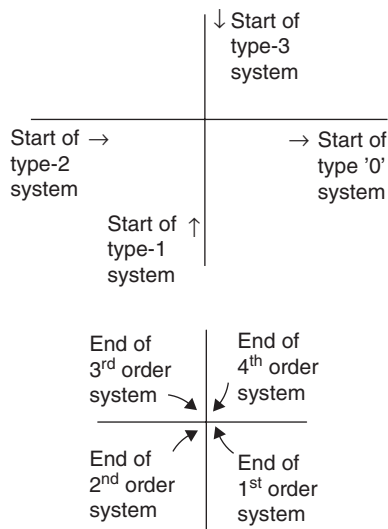 ↓ Start of
type-3
system
Start of →
type-2
system
→ Start of
type '0'
system
Start of ↑
type-1
system
End of
3rd order
system
End of
4th order
system
End of
2nd order
system
End of
1st order
system